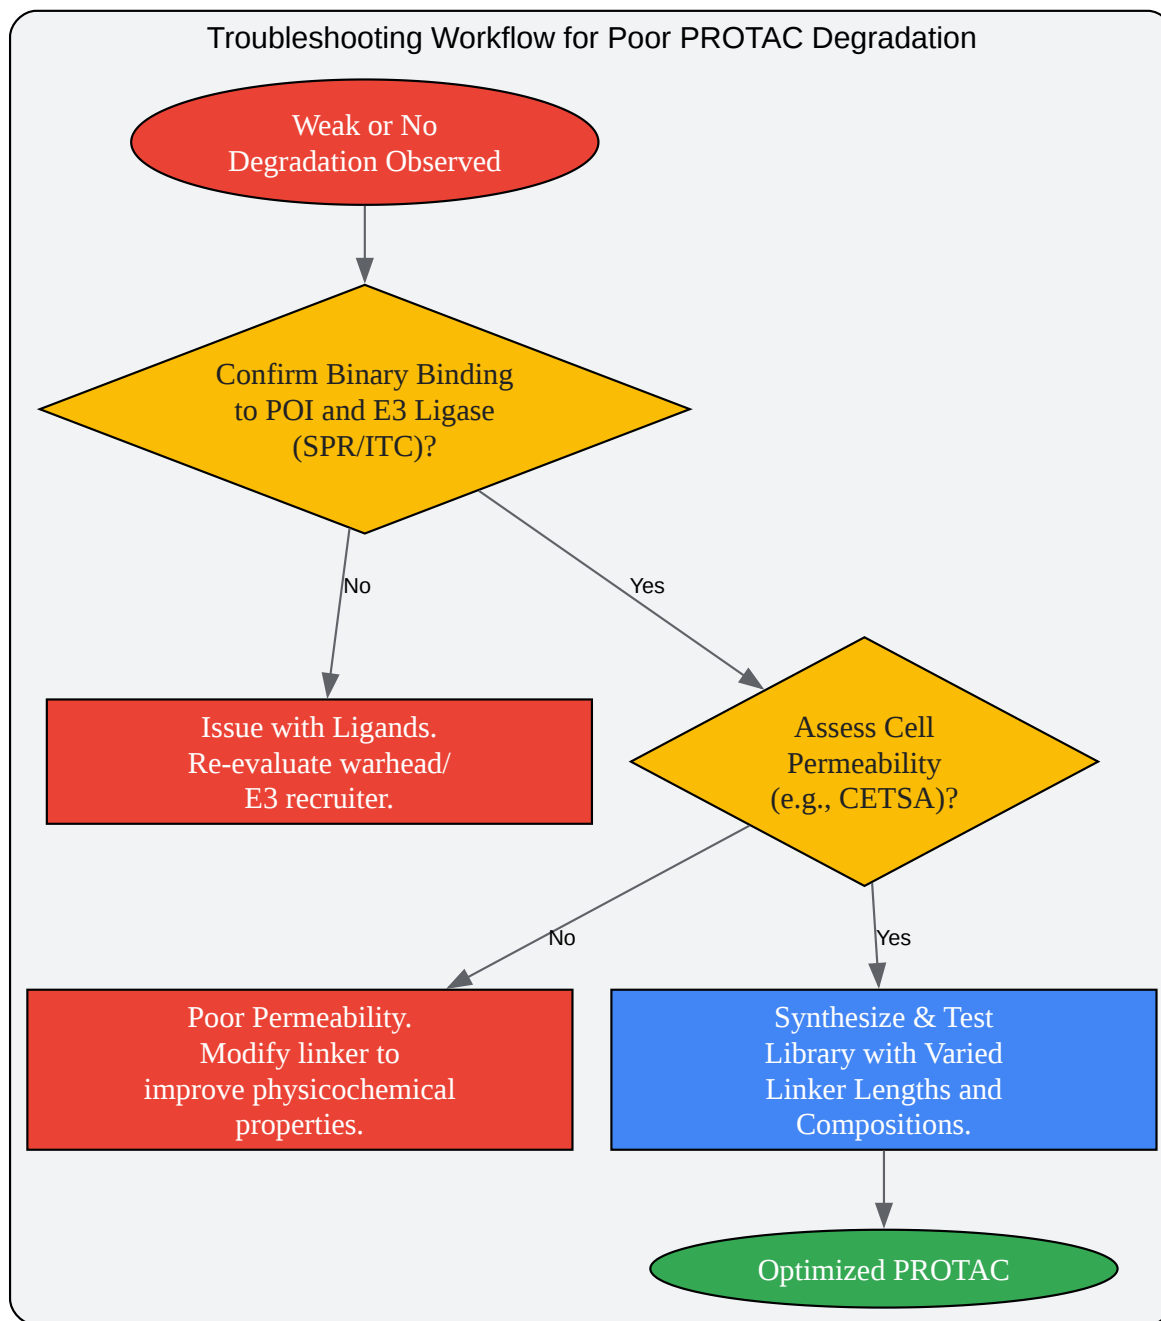 Troubleshooting Workflow for Poor PROTAC Degradation
Weak or No
Degradation Observed
Confirm Binary Binding
to POI and E3 Ligase
(SPR/ITC)?
No
Yes
Issue with Ligands.
Re-evaluate warhead/
E3 recruiter.
Assess Cell
Permeability
(e.g., CETSA)?
No
Yes
Poor Permeability.
Modify linker to
improve physicochemical
properties.
Synthesize & Test
Library with Varied
Linker Lengths and
Compositions.
Optimized PROTAC